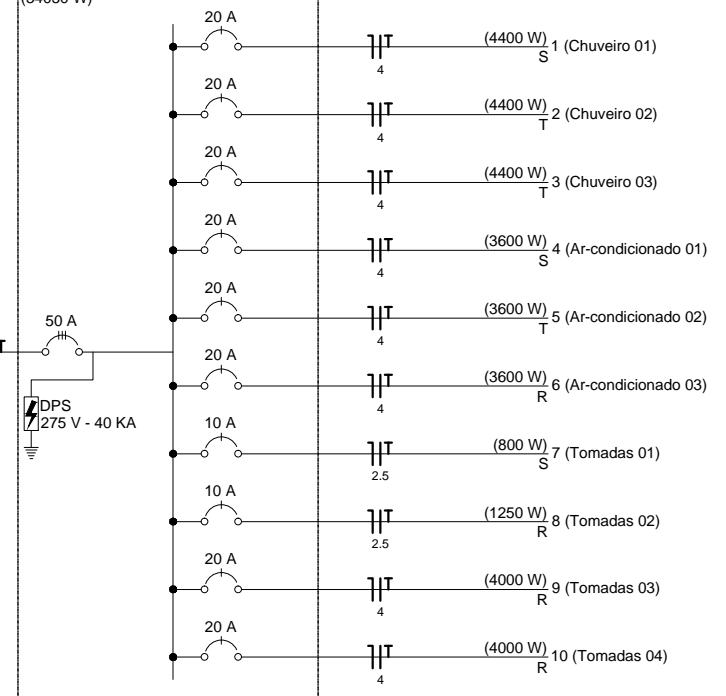 20 A
(4400 W) 1 (Chuveiro 01)
S
4
20 A
(4400 W) 2 (Chuveiro 02)
T
4
20 A
(4400 W) 3 (Chuveiro 03)
T
4
20 A
(3600 W) 4 (Ar-condicionado 01)
S
4
20 A
(3600 W) 5 (Ar-condicionado 02)
T
4
50 A
20 A
(3600 W) 6 (Ar-condicionado 03)
R
4
DPS
275 V - 40 KA
10 A
(800 W) 7 (Tomadas 01)
S
2.5
10 A
(1250 W) 8 (Tomadas 02)
R
2.5
20 A
(4000 W) 9 (Tomadas 03)
R
4
20 A
(4000 W) 10 (Tomadas 04)
R
4